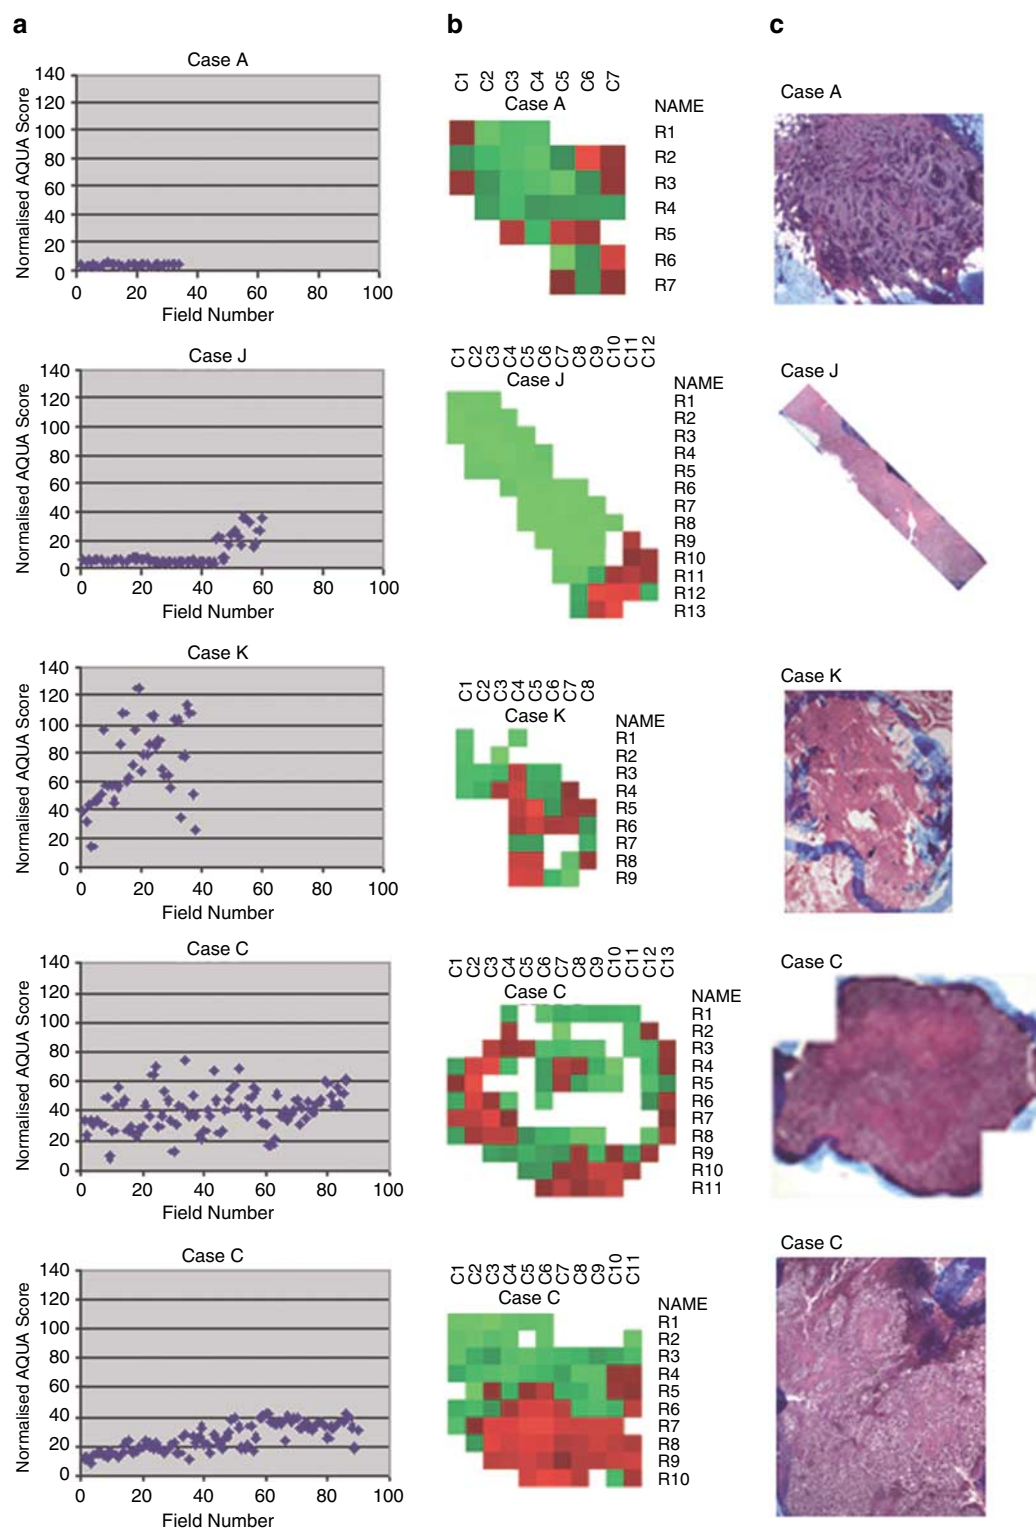 a
b
c
Case A
Normalised AQUA Score
140
120
100
80
60
40
20
0
0 20 40 60 80 100
Field Number
C1 C2 C3 C4 C5 C6 C7
Case A
NAME
R1
R2
R3
R4
R5
R6
R7
Case A
Case J
Normalised AQUA Score
140
120
100
80
60
40
20
0
0 20 40 60 80 100
Field Number
C1 C2 C3 C4 C5 C6 C7 C8 C9 C10 C11 C12
Case J
NAME
R1
R2
R3
R4
R5
R6
R7
R8
R9
R10
R11
R12
R13
Case J
Case K
Normalised AQUA Score
140
120
100
80
60
40
20
0
0 20 40 60 80 100
Field Number
C1 C2 C3 C4 C5 C6 C7 C8
Case K
NAME
R1
R2
R3
R4
R5
R6
R7
R8
R9
Case K
Case C
Normalised AQUA Score
140
120
100
80
60
40
20
0
0 20 40 60 80 100
Field Number
C1 C2 C3 C4 C5 C6 C7 C8 C9 C10 C11 C12 C13
Case C
NAME
R1
R2
R3
R4
R5
R6
R7
R8
R9
R10
R11
Case C
Case C
Normalised AQUA Score
140
120
100
80
60
40
20
0
0 20 40 60 80 100
Field Number
C1 C2 C3 C4 C5 C6 C7 C8 C9 C10 C11
Case C
NAME
R1
R2
R3
R4
R5
R6
R7
R8
R9
R10
Case C